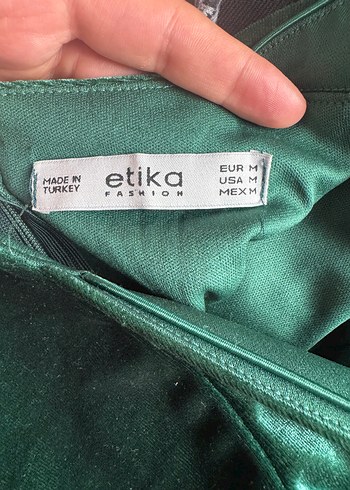 MADE IN
TURKEY
etika
FASHION
EUR M
USA M
MEX M